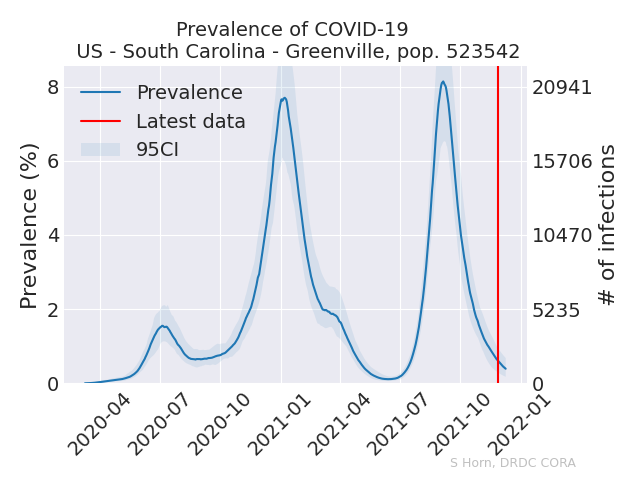 Prevalence of COVID-19
US - South Carolina - Greenville, pop. 523542
Prevalence (%)
8
6
4
2
0
Prevalence
Latest data
95CI
20941
15706
10470
5235
0
# of infections
2020-04
2020-07
2020-10
2021-01
2021-04
2021-07
2021-10
2022-01
S Horn, DRDC CORA